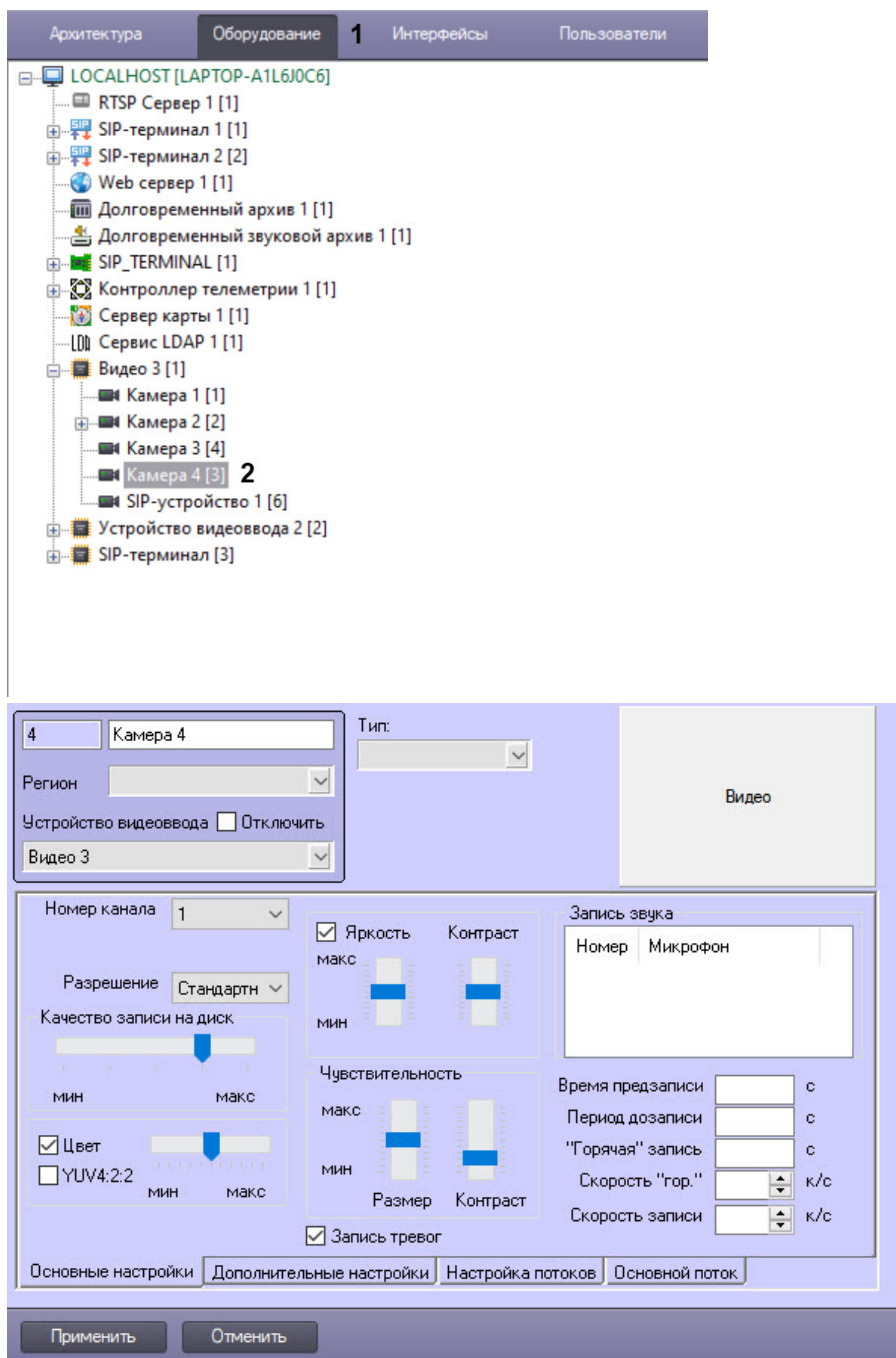 Архитектура Оборудование 1 Интерфейсы Пользователи
LOCALHOST [LAPTOP-A1L6J0C6]
RTSP Сервер 1 [1]
SIP-терминал 1 [1]
SIP-терминал 2 [2]
Web сервер 1 [1]
Долговременный архив 1 [1]
Долговременный звуковой архив 1 [1]
SIP_TERMINAL [1]
Контроллер телеметрии 1 [1]
Сервер карты 1 [1]
Сервис LDAP 1 [1]
Видео 3 [1]
Камера 1 [1]
Камера 2 [2]
Камера 3 [4]
Камера 4 [3] 2
SIP-устройство 1 [6]
Устройство видеоввода 2 [2]
SIP-терминал [3]
4 Камера 4
Регион
Устройство видеоввода Отключить
Видео 3
Тип:
Видео
Номер канала 1
Разрешение Стандартн
Качество записи на диск
мин макс
Цвет
YUV4:2:2
мин макс
Яркость Контраст
макс
мин
Чувствительность
макс
мин
Размер Контраст
Запись тревог
Запись звука
Номер Микрофон
Время предзаписи с
Период дозаписи с
"Горячая" запись с
Скорость "гор." к/с
Скорость записи к/с
Основные настройки Дополнительные настройки Настройка потоков Основной поток
Применить Отменить